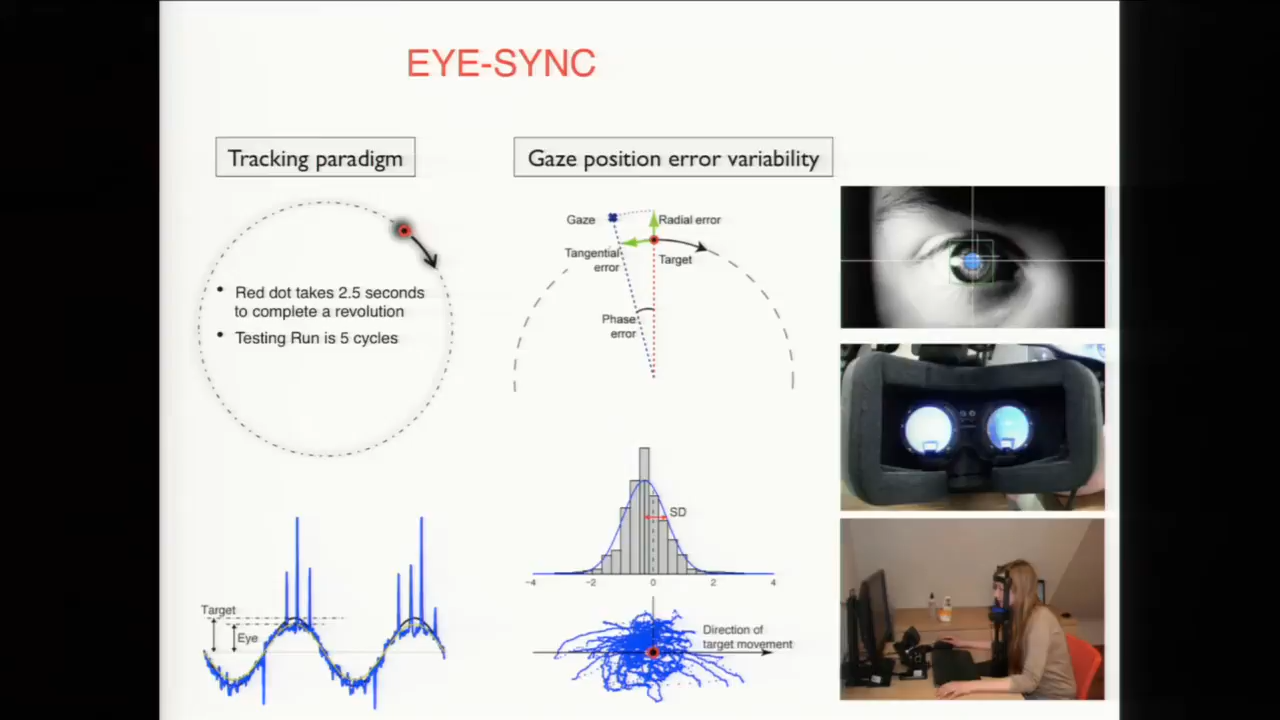 EYE-SYNC
Tracking paradigm
• Red dot takes 2.5 seconds
to complete a revolution
• Testing Run is 5 cycles
Target
Eye
Gaze position error variability
Gaze
Radial error
Tangential
error
Target
Phase
error
SD
-4 -2 0 2 4
Direction of
target movement